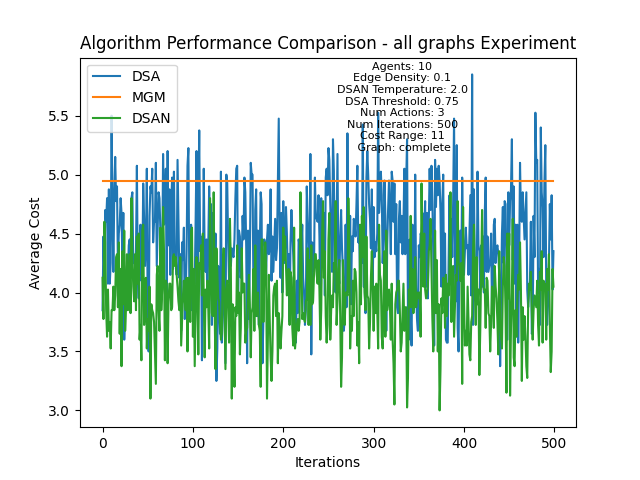 Algorithm Performance Comparison - all graphs Experiment
DSA
MGM
DSAN
Agents: 10
Edge Density: 0.1
DSAN Temperature: 2.0
DSA Threshold: 0.75
Num Actions: 3
Num Iterations: 500
Cost Range: 11
Graph: complete
Average Cost
5.5
5.0
4.5
4.0
3.5
3.0
0 100 200 300 400 500
Iterations